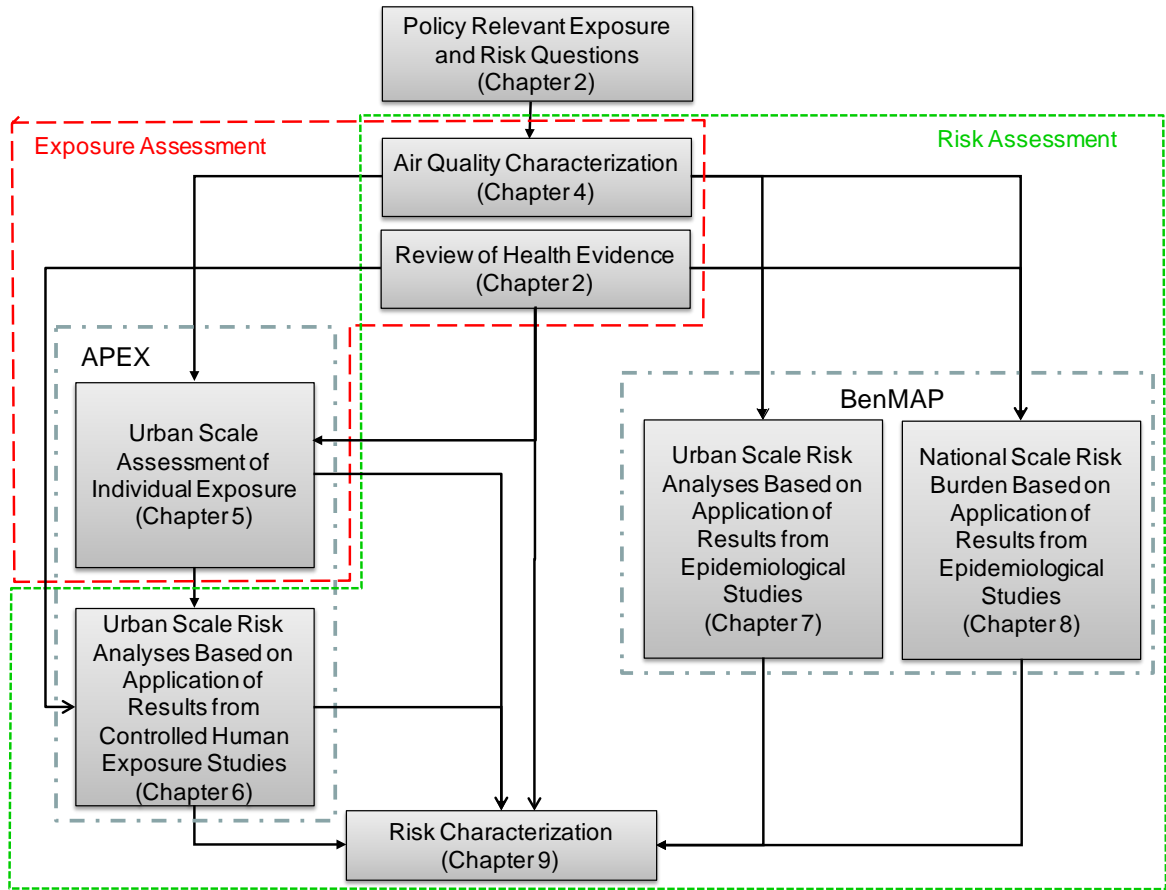 Policy Relevant Exposure
and Risk Questions
(Chapter 2)
Exposure Assessment
Risk Assessment
Air Quality Characterization
(Chapter 4)
Review of Health Evidence
(Chapter 2)
APEX
BenMAP
Urban Scale
Assessment of
Individual Exposure
(Chapter 5)
Urban Scale Risk
Analyses Based on
Application of
Results from
Epidemiological
Studies
(Chapter 7)
National Scale Risk
Burden Based on
Application of
Results from
Epidemiological
Studies
(Chapter 8)
Urban Scale Risk
Analyses Based on
Application of
Results from
Controlled Human
Exposure Studies
(Chapter 6)
Risk Characterization
(Chapter 9)